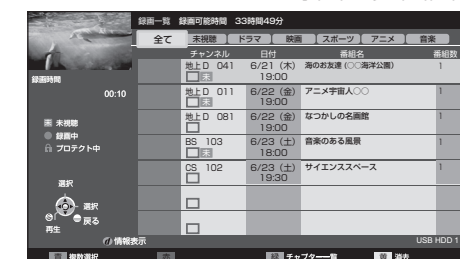 録画一覧 録画可能時間 33時間49分
全て 未視聴 ドラマ 映画 スポーツ アニメ 音楽
チャンネル 日付 番組名 番組数
地上D 041 6/21 (木) 海のお友達 (○○海洋公園) 1
未 19:00
地上D 011 6/22 (金) アニメ宇宙人○○ 1
未 19:00
地上D 081 6/22 (金) なつかしの名画館 1
19:00
BS 103 6/23 (土) 音楽のある風景 1
未 18:00
CS 102 6/23 (土) サイエンススペース 1
19:30
録画時間
00:10
未 未視聴
録画中
プロテクト中
選択
選択
戻る
再生
情報表示
USB HDD 1
青 複数選択
緑 チャプター一覧
黄 消去